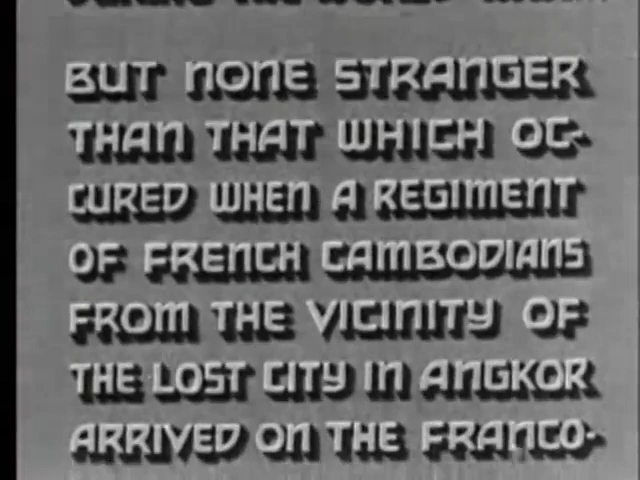 BUT NONE STRANGER
THAN THAT WHICH OC-
CURED WHEN A REGIMENT
OF FRENCH CAMBODIANS
FROM THE VICINITY OF
THE LOST CITY IN ANGKOR
ARRIVED ON THE FRANCO-